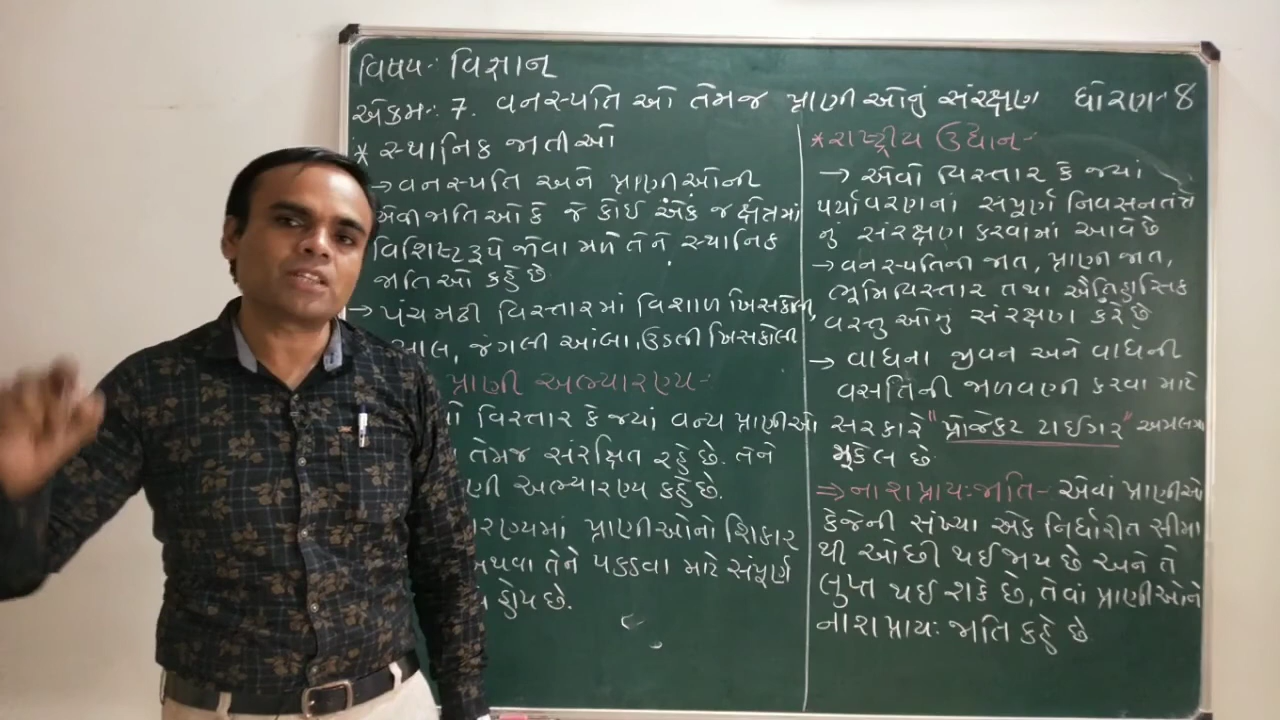 વિષય:- વિજ્ઞાન
એકમ:- 7. વનસ્પતિઓ તેમજ પ્રાણીઓનું સંરક્ષણ ધોરણ-8
* સ્થાનિક જાતીઓ
→ વનસ્પતિ અને પ્રાણીઓની
એવી જાતિઓ કે જે કોઈ એક જ ક્ષેત્રમાં
વિશિષ્ટરૂપે જોવા મળે તેને સ્થાનિક
જાતિઓ કહે છે
→ પંચમઢી વિસ્તારમાં વિશાળ ખિસકોલી,
સાલ, જંગલી આંબા, ઉડતી ખિસકોલી
પ્રાણી અભ્યારણ્ય:-
વિસ્તાર કે જ્યાં વન્ય પ્રાણીઓ
તેમજ સંરક્ષિત રહે છે. તેને
અભ્યારણ્ય કહે છે.
પ્રાણીઓનો શિકાર
અથવા તેને પકડવા માટે સંપૂર્ણ
હોય છે.
* રાષ્ટ્રીય ઉદ્યાન:-
→ એવો વિસ્તાર કે જ્યાં
પર્યાવરણનાં સંપૂર્ણ નિવસનતંત્ર
નું સંરક્ષણ કરવામાં આવે છે
→ વનસ્પતિની જાત, પ્રાણી જાત,
ભૂમિવિસ્તાર તથા ઐતિહાસિક
વસ્તુઓનુ સંરક્ષણ કરે છે
→ વાઘના જીવન અને વાઘની
વસતિની જાળવણી કરવા માટે
સરકારે "પ્રોજેકટ ટાઈગર" અમલમાં
મૂકેલ છે
⇒ નાશપ્રાય:જાતિ- એવાં પ્રાણીઓ
કે જેની સંખ્યા એક નિર્ધારીત સીમા
થી ઓછી થઈ જાય છે અને તે
લુપ્ત થઈ શકે છે, તેવાં પ્રાણીઓને
નાશપ્રાય: જાતિ કહે છે